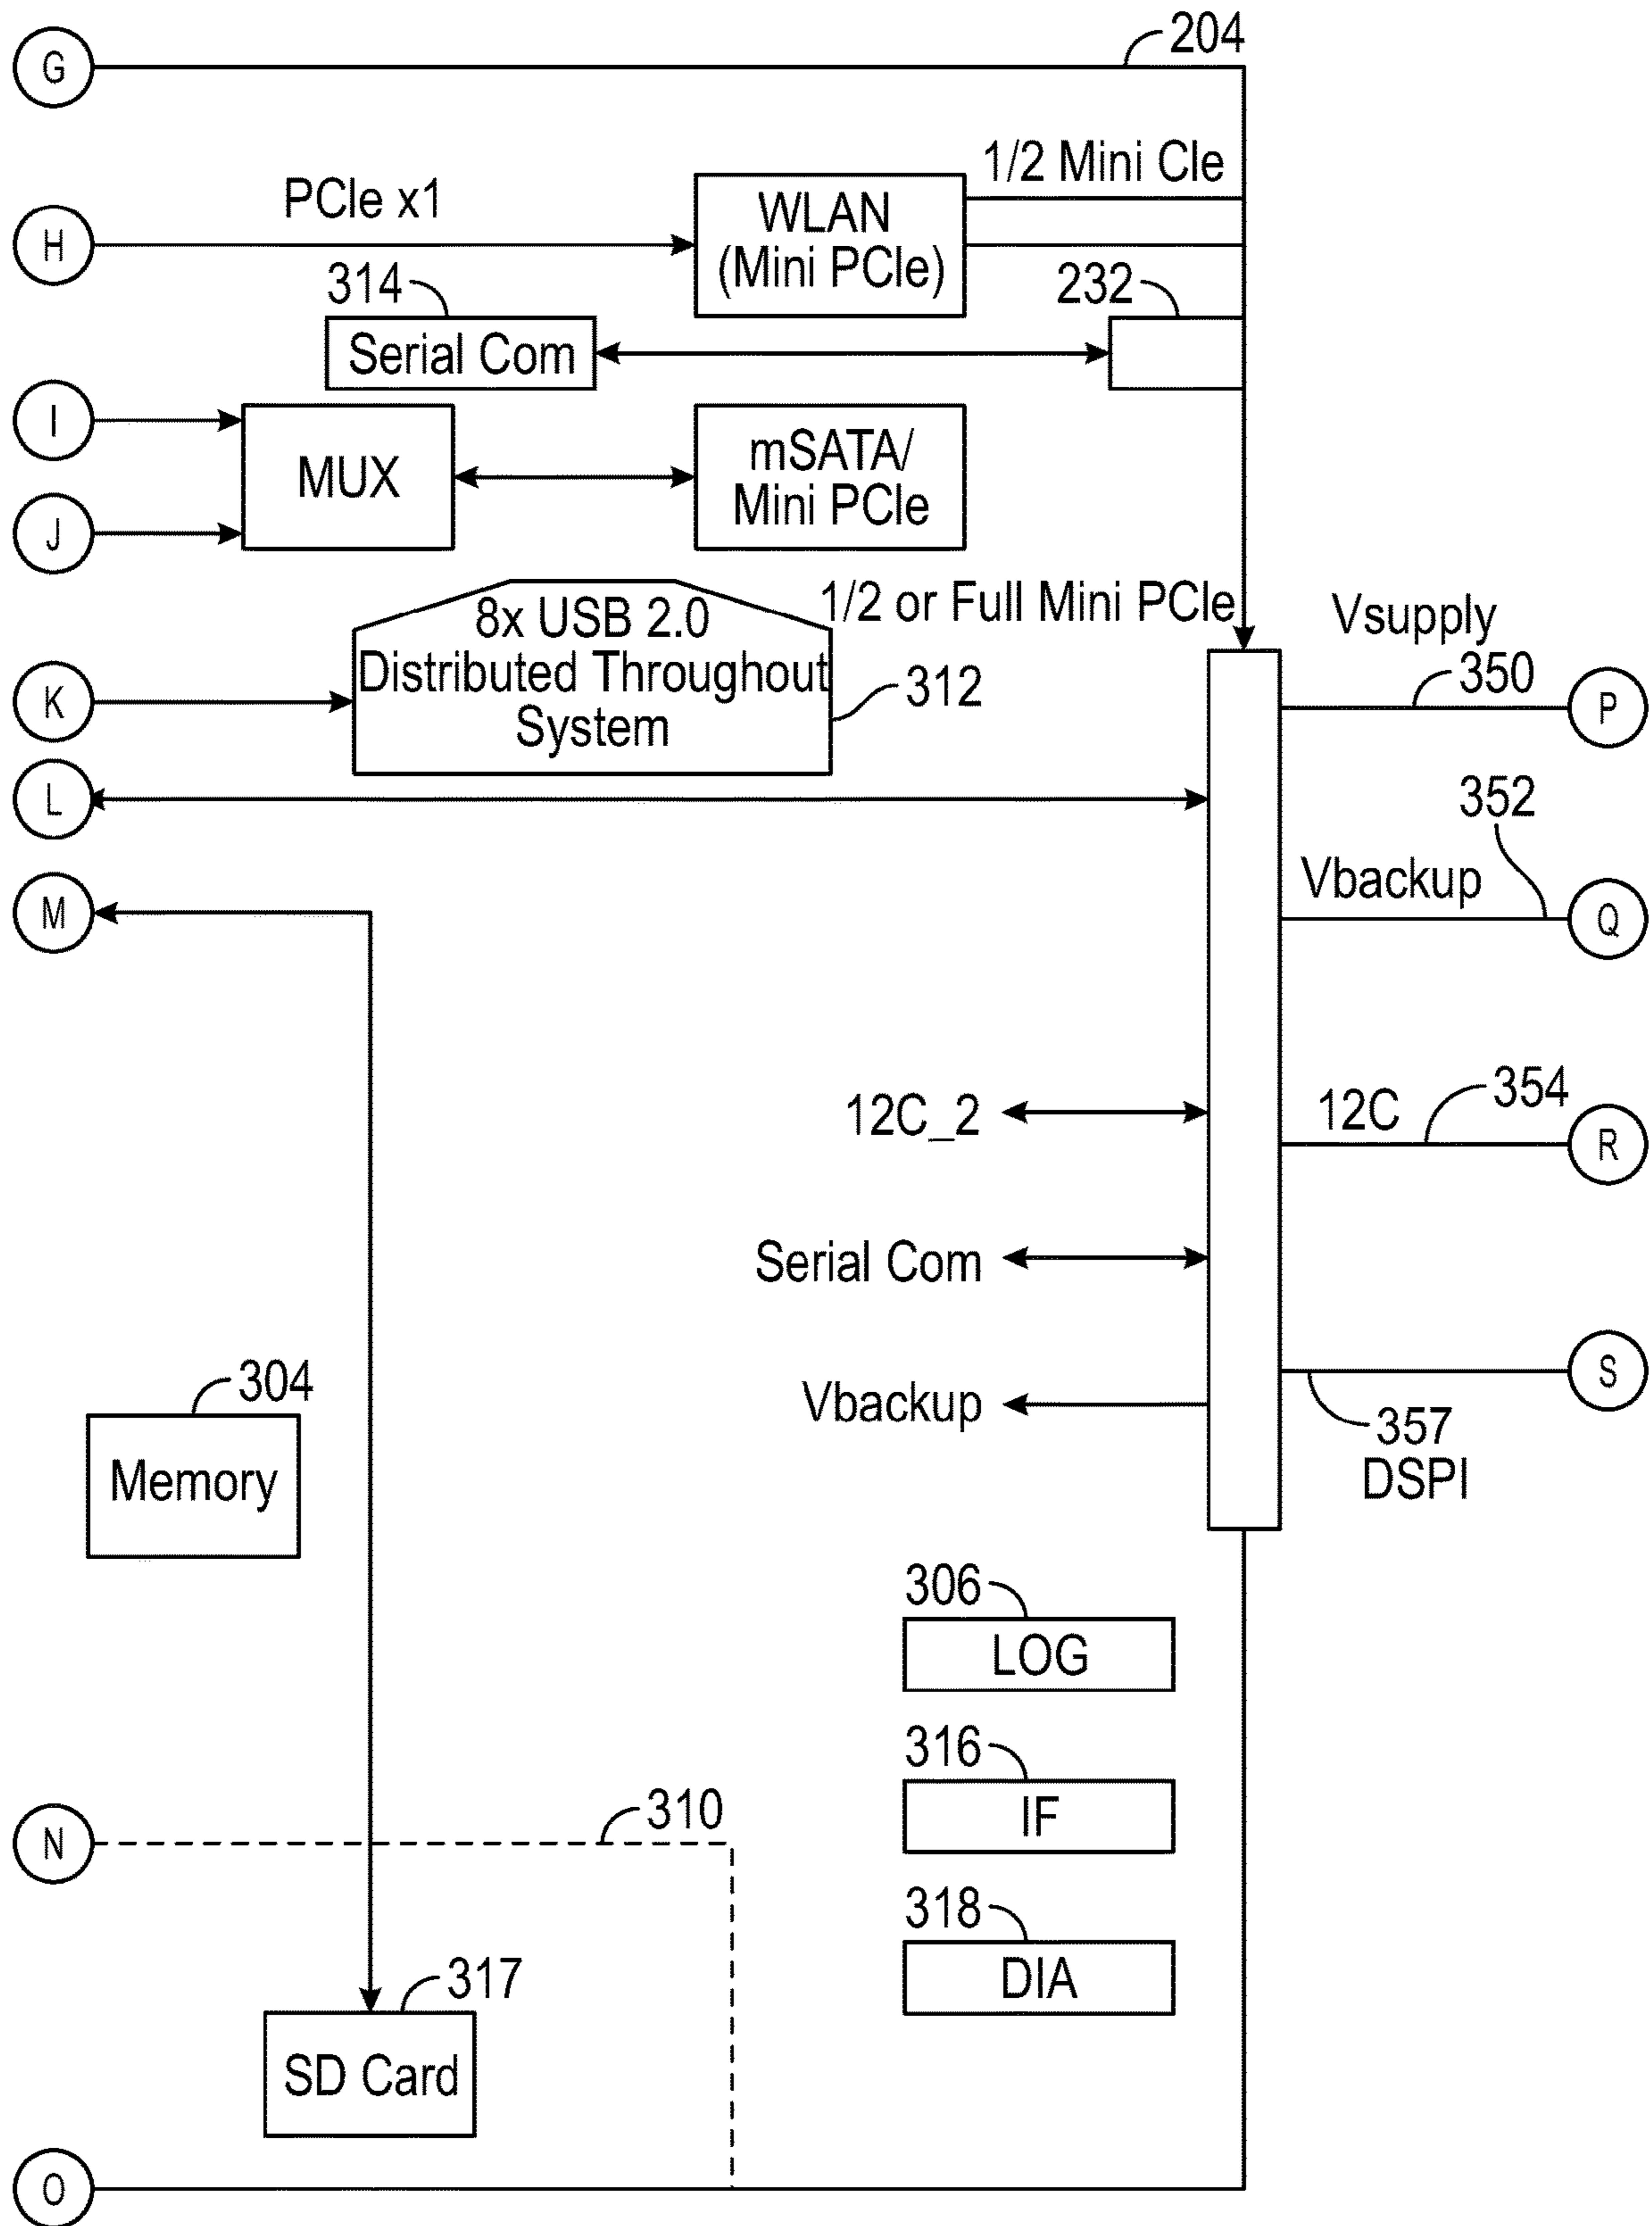 G
204
1/2 Mini Cle
H
PCle x1
WLAN
(Mini PCle)
314
232
Serial Com
I
MUX
mSATA/
Mini PCle
J
8x USB 2.0
Distributed Throughout
System
1/2 or Full Mini PCle
Vsupply
K
312
350
P
L
352
M
Vbackup
Q
12C_2
12C
354
R
Serial Com
304
Vbackup
S
357
DSPI
Memory
306
LOG
316
IF
N
310
318
DIA
317
SD Card
O